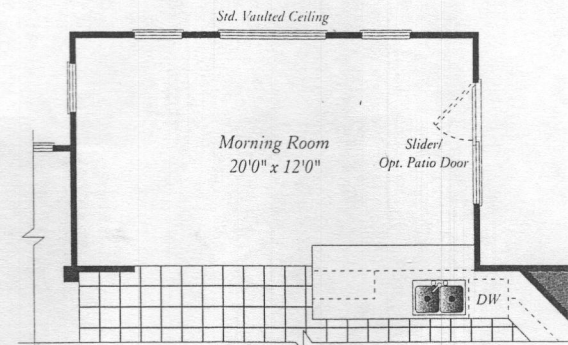 Std. Vaulted Ceiling
Morning Room
20'0" x 12'0"
Slider/
Opt. Patio Door
DW